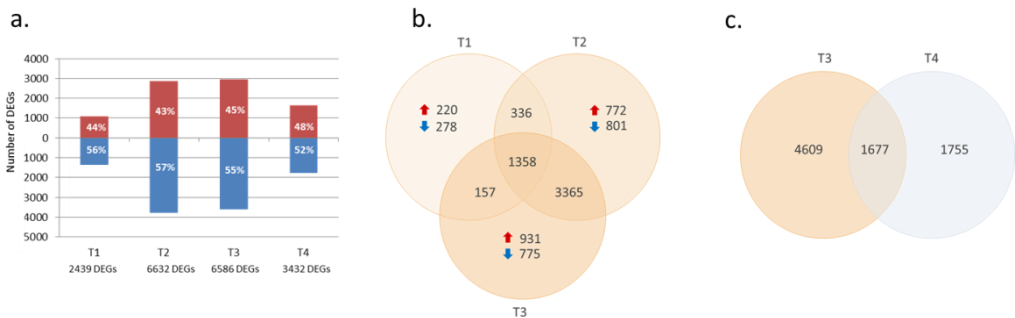 a.
Number of DEGs
4000
3000
2000
1000
0
1000
2000
3000
4000
5000
44%
56%
43%
57%
45%
55%
48%
52%
T1
T2
T3
T4
2439 DEGs
6632 DEGs
6586 DEGs
3432 DEGs
b.
T1
T2
220
278
336
772
801
1358
157
3365
931
775
T3
c.
T3
T4
4609
1677
1755